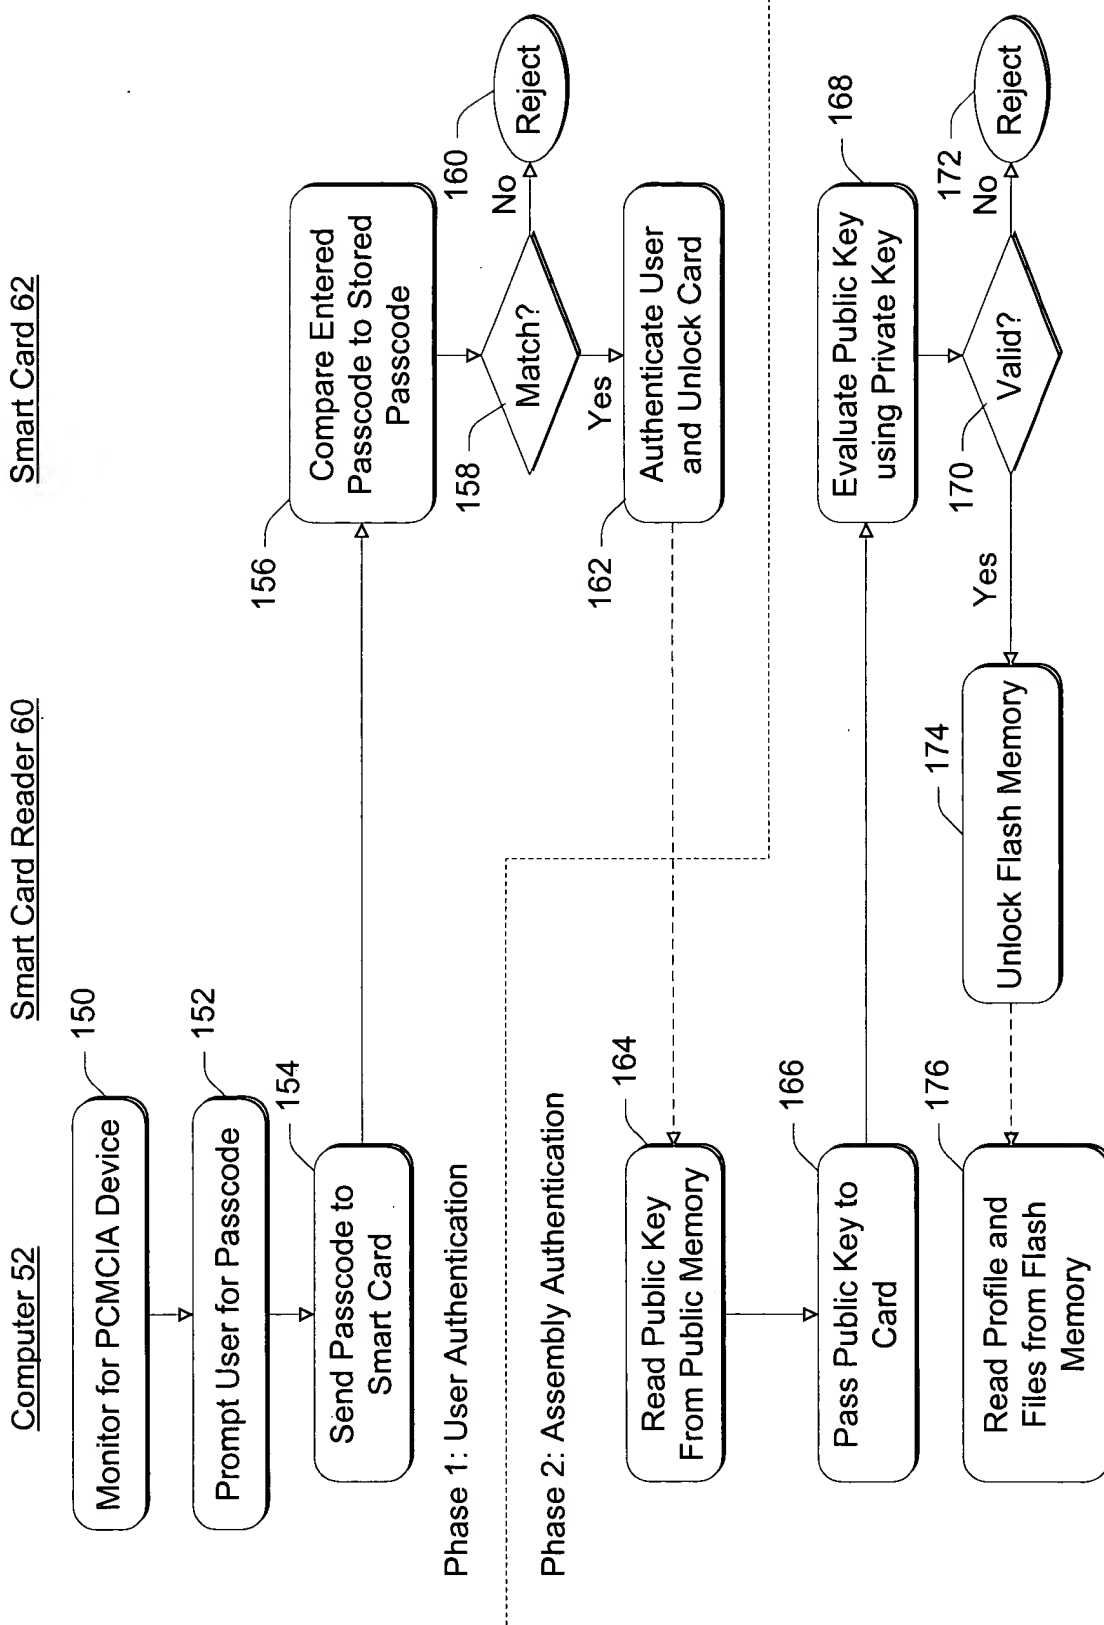 Computer 52
Smart Card Reader 60
Smart Card 62
150
Monitor for PCMCIA Device
152
Prompt User for Passcode
154
Send Passcode to
Smart Card
156
Compare Entered
Passcode to Stored
Passcode
158
Match?
No
160
Reject
Yes
Phase 1: User Authentication
162
Authenticate User
and Unlock Card
Phase 2: Assembly Authentication
164
Read Public Key
From Public Memory
166
Pass Public Key to
Card
168
Evaluate Public Key
using Private Key
170
Valid?
No
172
Reject
Yes
174
Unlock Flash Memory
176
Read Profile and
Files from Flash
Memory